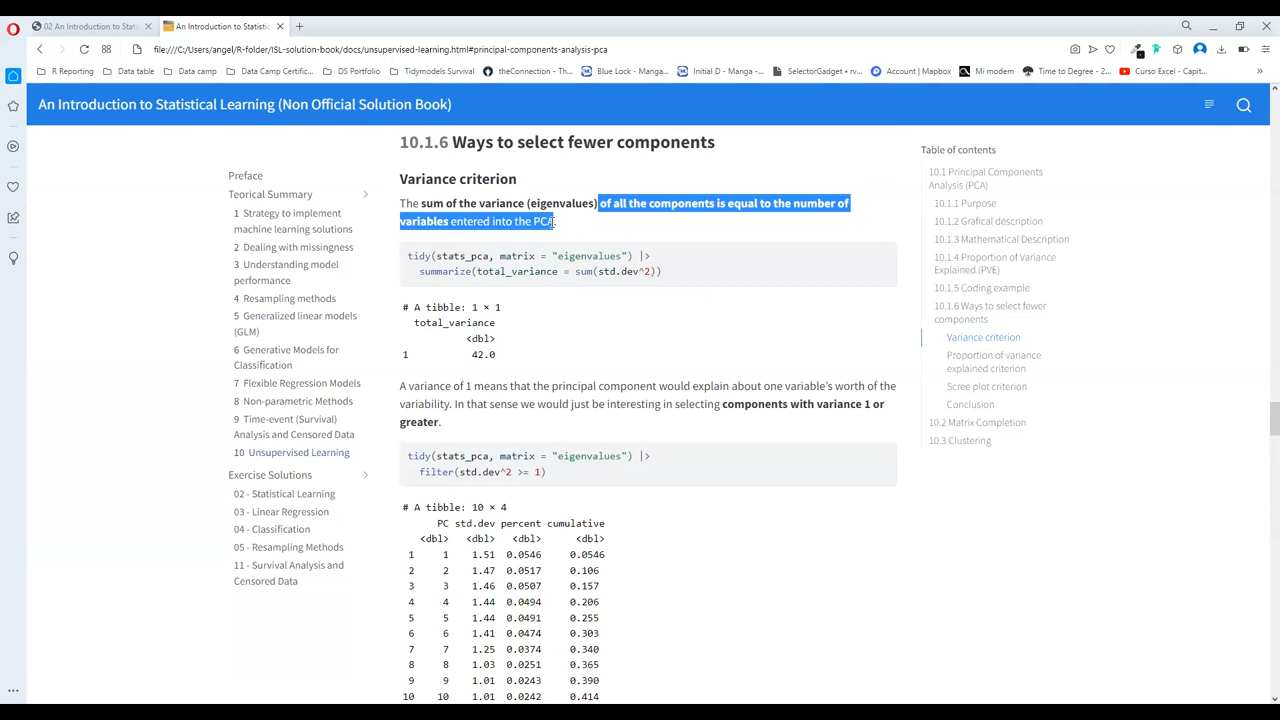 02 An Introduction to Stati
An Introduction to Statistic
file:///C:/Users/angel/R-folder/ISL-solution-book/docs/unsupervised-learning.html#principal-components-analysis-pca
R Reporting
Data table
Data camp
Data Camp Certific...
DS Portfolio
Tidymodels Survival
theConnection - Th...
Blue Lock - Manga...
Initial D - Manga -...
SelectorGadget • rv...
Account | Mapbox
Mi modem
Time to Degree - 2...
Curso Excel - Capit...
An Introduction to Statistical Learning (Non Official Solution Book)
Preface
Teorical Summary
1 Strategy to implement
machine learning solutions
2 Dealing with missingness
3 Understanding model
performance
4 Resampling methods
5 Generalized linear models
(GLM)
6 Generative Models for
Classification
7 Flexible Regression Models
8 Non-parametric Methods
9 Time-event (Survival)
Analysis and Censored Data
10 Unsupervised Learning
Exercise Solutions
02 - Statistical Learning
03 - Linear Regression
04 - Classification
05 - Resampling Methods
11 - Survival Analysis and
Censored Data
10.1.6 Ways to select fewer components
Variance criterion
The sum of the variance (eigenvalues) of all the components is equal to the number of
variables entered into the PCA.
tidy(stats_pca, matrix = "eigenvalues") |>
summarize(total_variance = sum(std.dev^2))
# A tibble: 1 × 1
total_variance
<dbl>
1 42.0
A variance of 1 means that the principal component would explain about one variable's worth of the
variability. In that sense we would just be interesting in selecting components with variance 1 or
greater.
tidy(stats_pca, matrix = "eigenvalues") |>
filter(std.dev^2 >= 1)
# A tibble: 10 × 4
PC std.dev percent cumulative
<dbl> <dbl> <dbl> <dbl>
1 1 1.51 0.0546 0.0546
2 2 1.47 0.0517 0.106
3 3 1.46 0.0507 0.157
4 4 1.44 0.0494 0.206
5 5 1.44 0.0491 0.255
6 6 1.41 0.0474 0.303
7 7 1.25 0.0374 0.340
8 8 1.03 0.0251 0.365
9 9 1.01 0.0243 0.390
10 10 1.01 0.0242 0.414
Table of contents
10.1 Principal Components
Analysis (PCA)
10.1.1 Purpose
10.1.2 Grafical description
10.1.3 Mathematical Description
10.1.4 Proportion of Variance
Explained (PVE)
10.1.5 Coding example
10.1.6 Ways to select fewer
components
Variance criterion
Proportion of variance
explained criterion
Scree plot criterion
Conclusion
10.2 Matrix Completion
10.3 Clustering